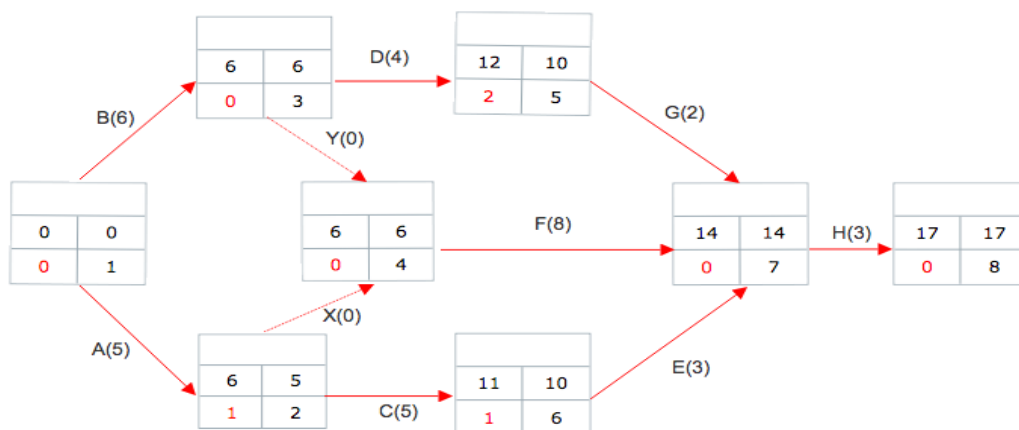 6 6
0 3
D(4)
12 10
2 5
B(6)
Y(0)
G(2)
0 0
0 1
6 6
0 4
F(8)
14 14
0 7
H(3)
17 17
0 8
A(5)
X(0)
6 5
1 2
C(5)
11 10
1 6
E(3)